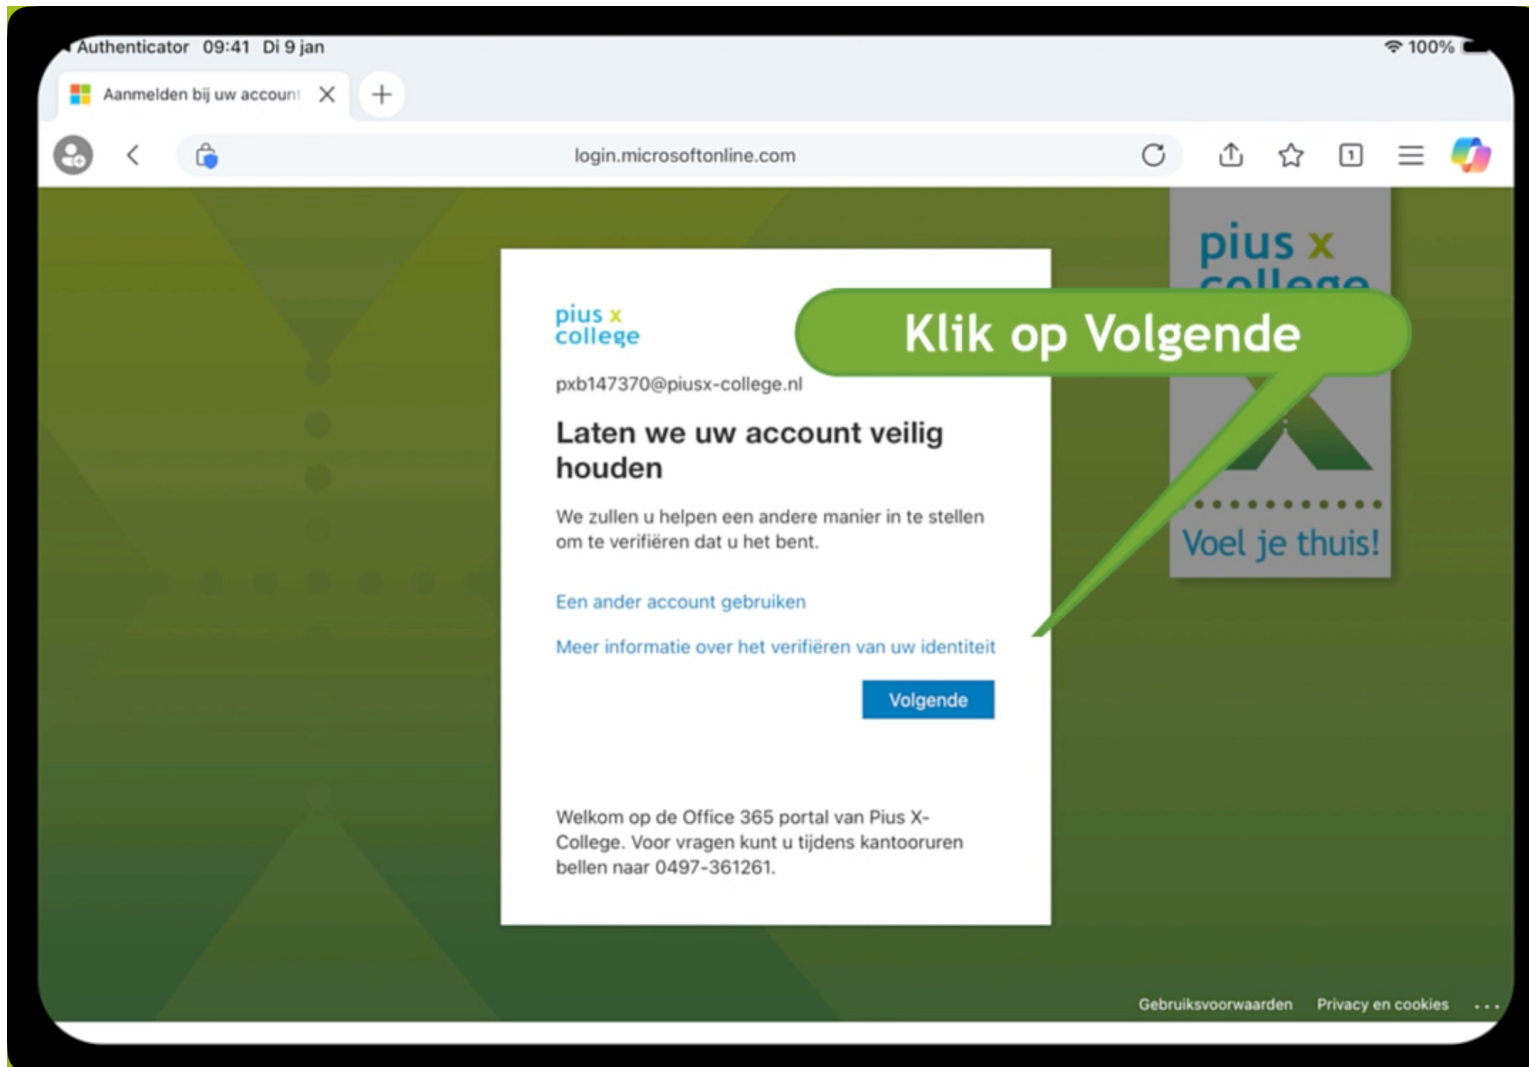 Authenticator 09:41 Di 9 jan
100%
Aanmelden bij uw account
login.microsoftonline.com
1
pius x
college
pius x
college
Klik op Volgende
pxb147370@piusx-college.nl
Laten we uw account veilig
houden
We zullen u helpen een andere manier in te stellen
om te verifiëren dat u het bent.
Voel je thuis!
Een ander account gebruiken
Meer informatie over het verifiëren van uw identiteit
Volgende
Welkom op de Office 365 portal van Pius X-
College. Voor vragen kunt u tijdens kantooruren
bellen naar 0497-361261.
Gebruiksvoorwaarden Privacy en cookies ...